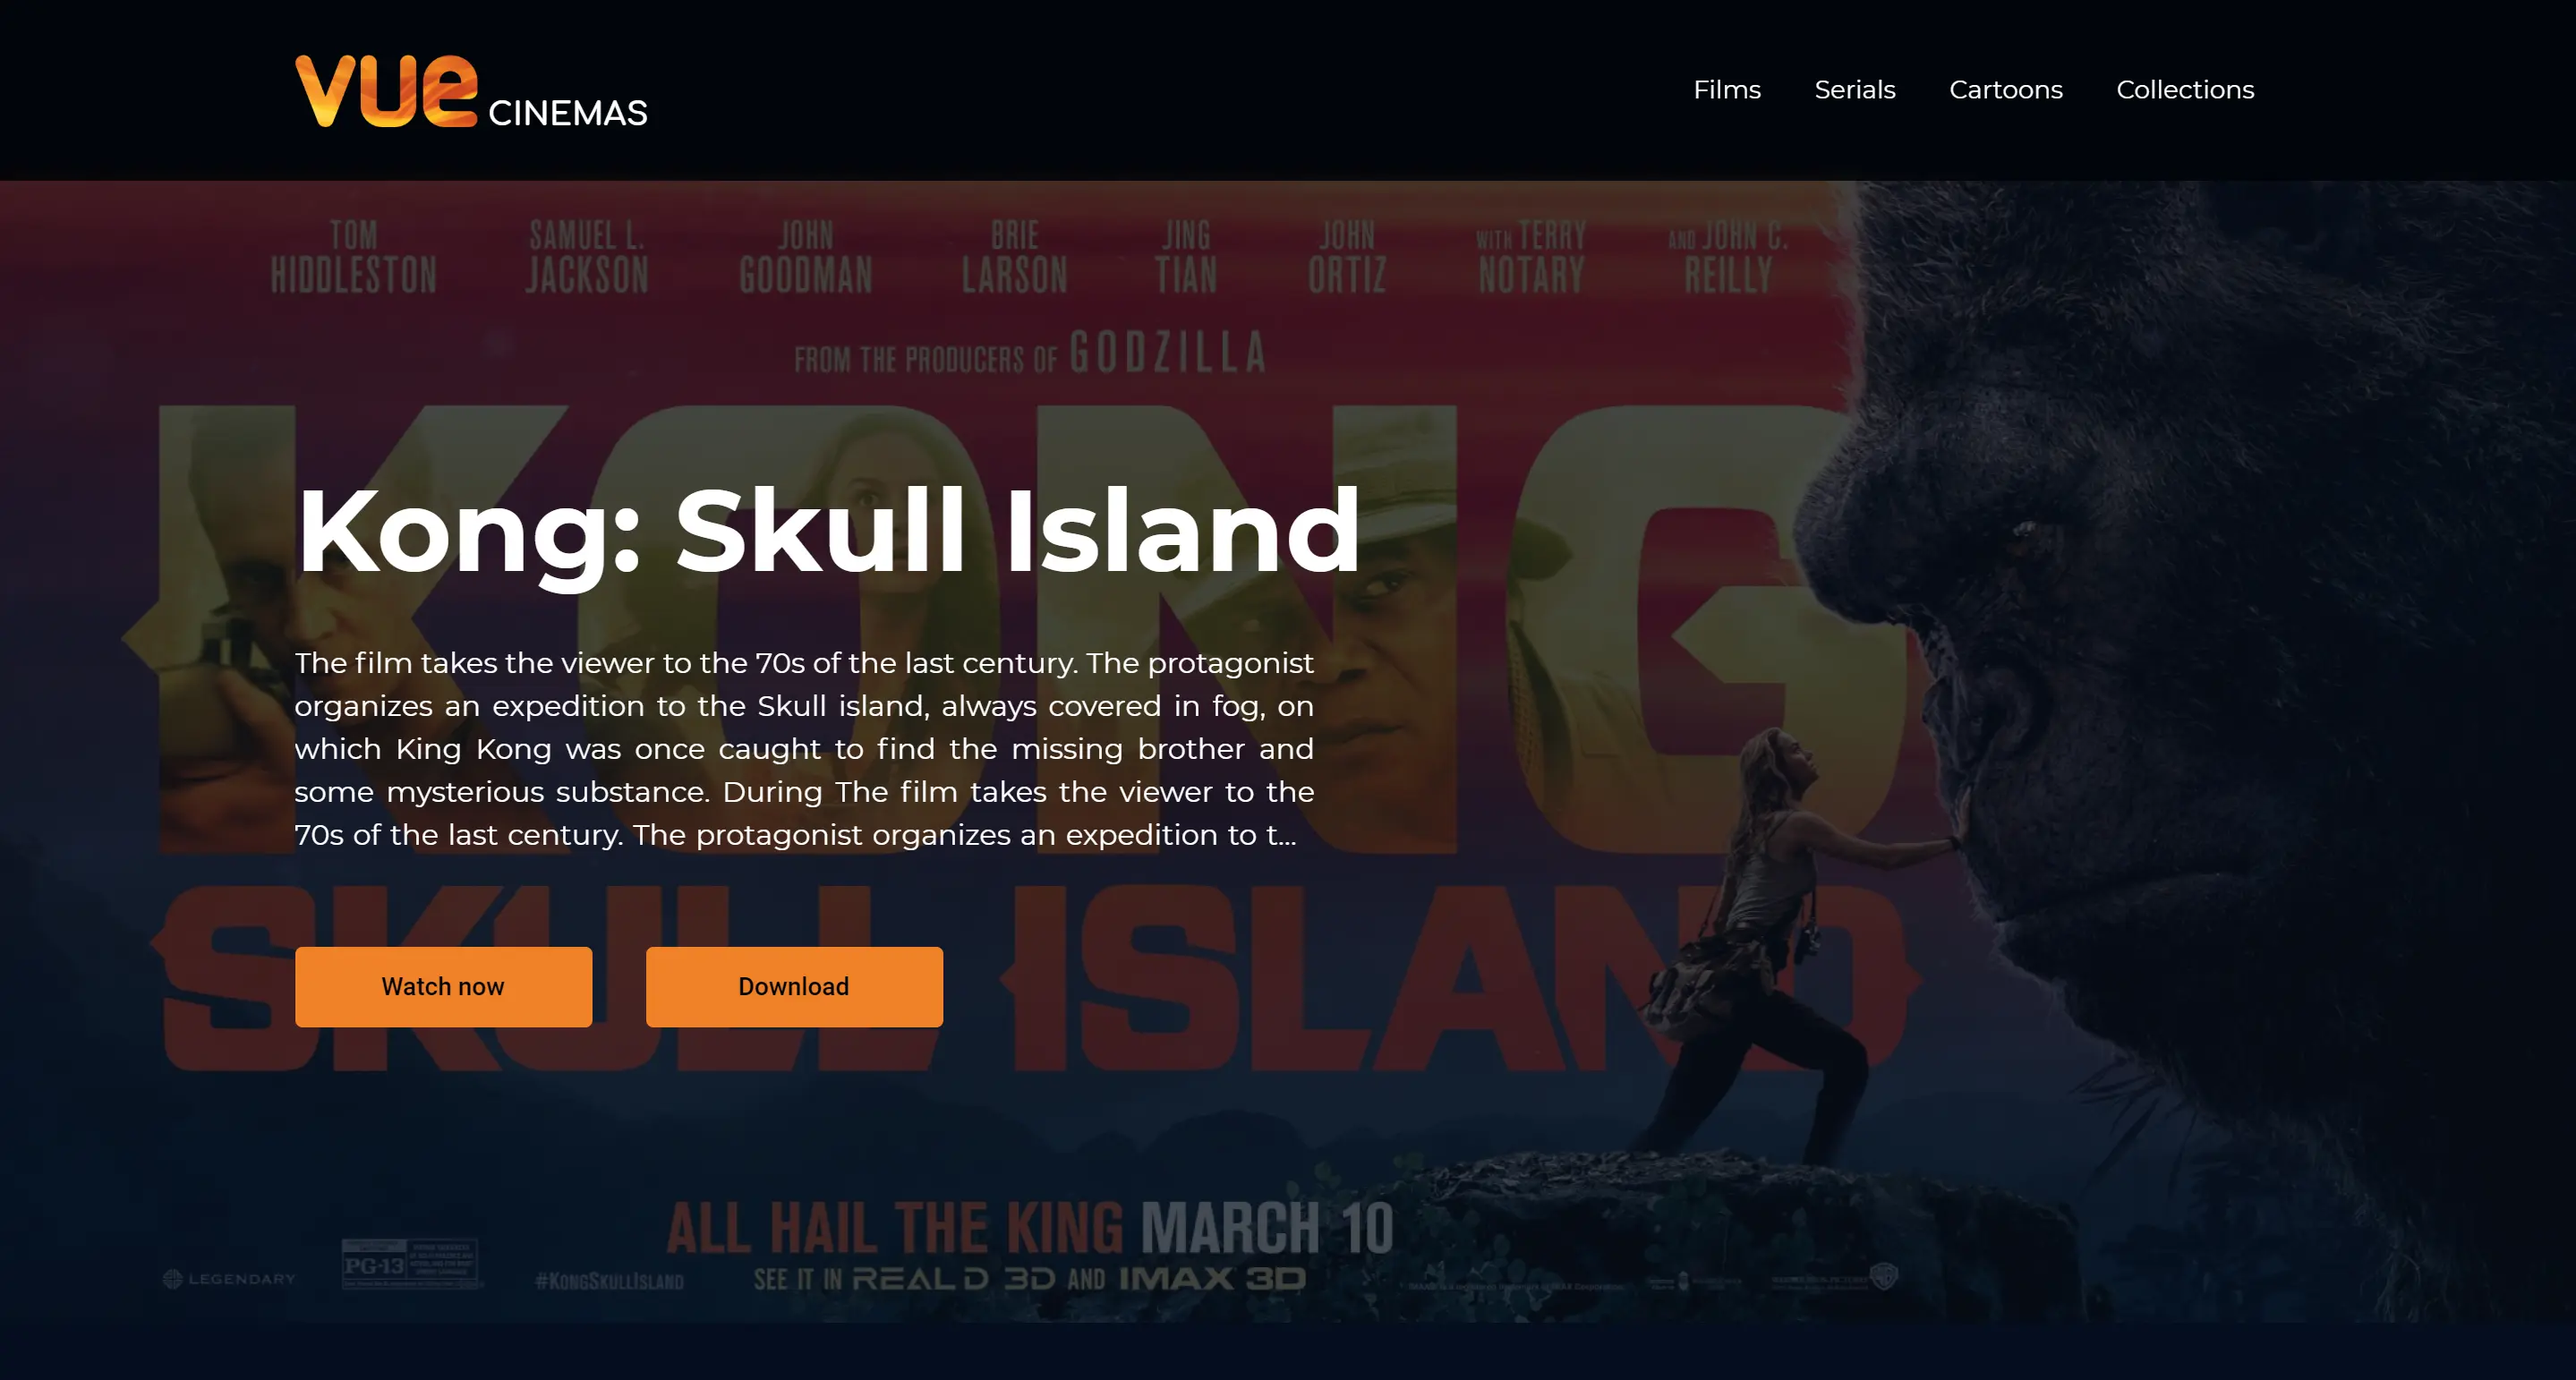 vue CINEMAS
Films Serials Cartoons Collections
TOM HIDDLESTON
SAMUEL L. JACKSON
JOHN GOODMAN
BRIE LARSON
JING TIAN
JOHN ORTIZ
WITH TERRY NOTARY
AND JOHN C. REILLY
FROM THE PRODUCERS OF GODZILLA
KONG
Kong: Skull Island
The film takes the viewer to the 70s of the last century. The protagonist
organizes an expedition to the Skull island, always covered in fog, on
which King Kong was once caught to find the missing brother and
some mysterious substance. During The film takes the viewer to the
70s of the last century. The protagonist organizes an expedition to t...
SKULL ISLAND
Watch now Download
ALL HAIL THE KING MARCH 10
LEGENDARY
PG-13
#KONGSKULLISLAND
SEE IT IN REAL D 3D AND IMAX 3D